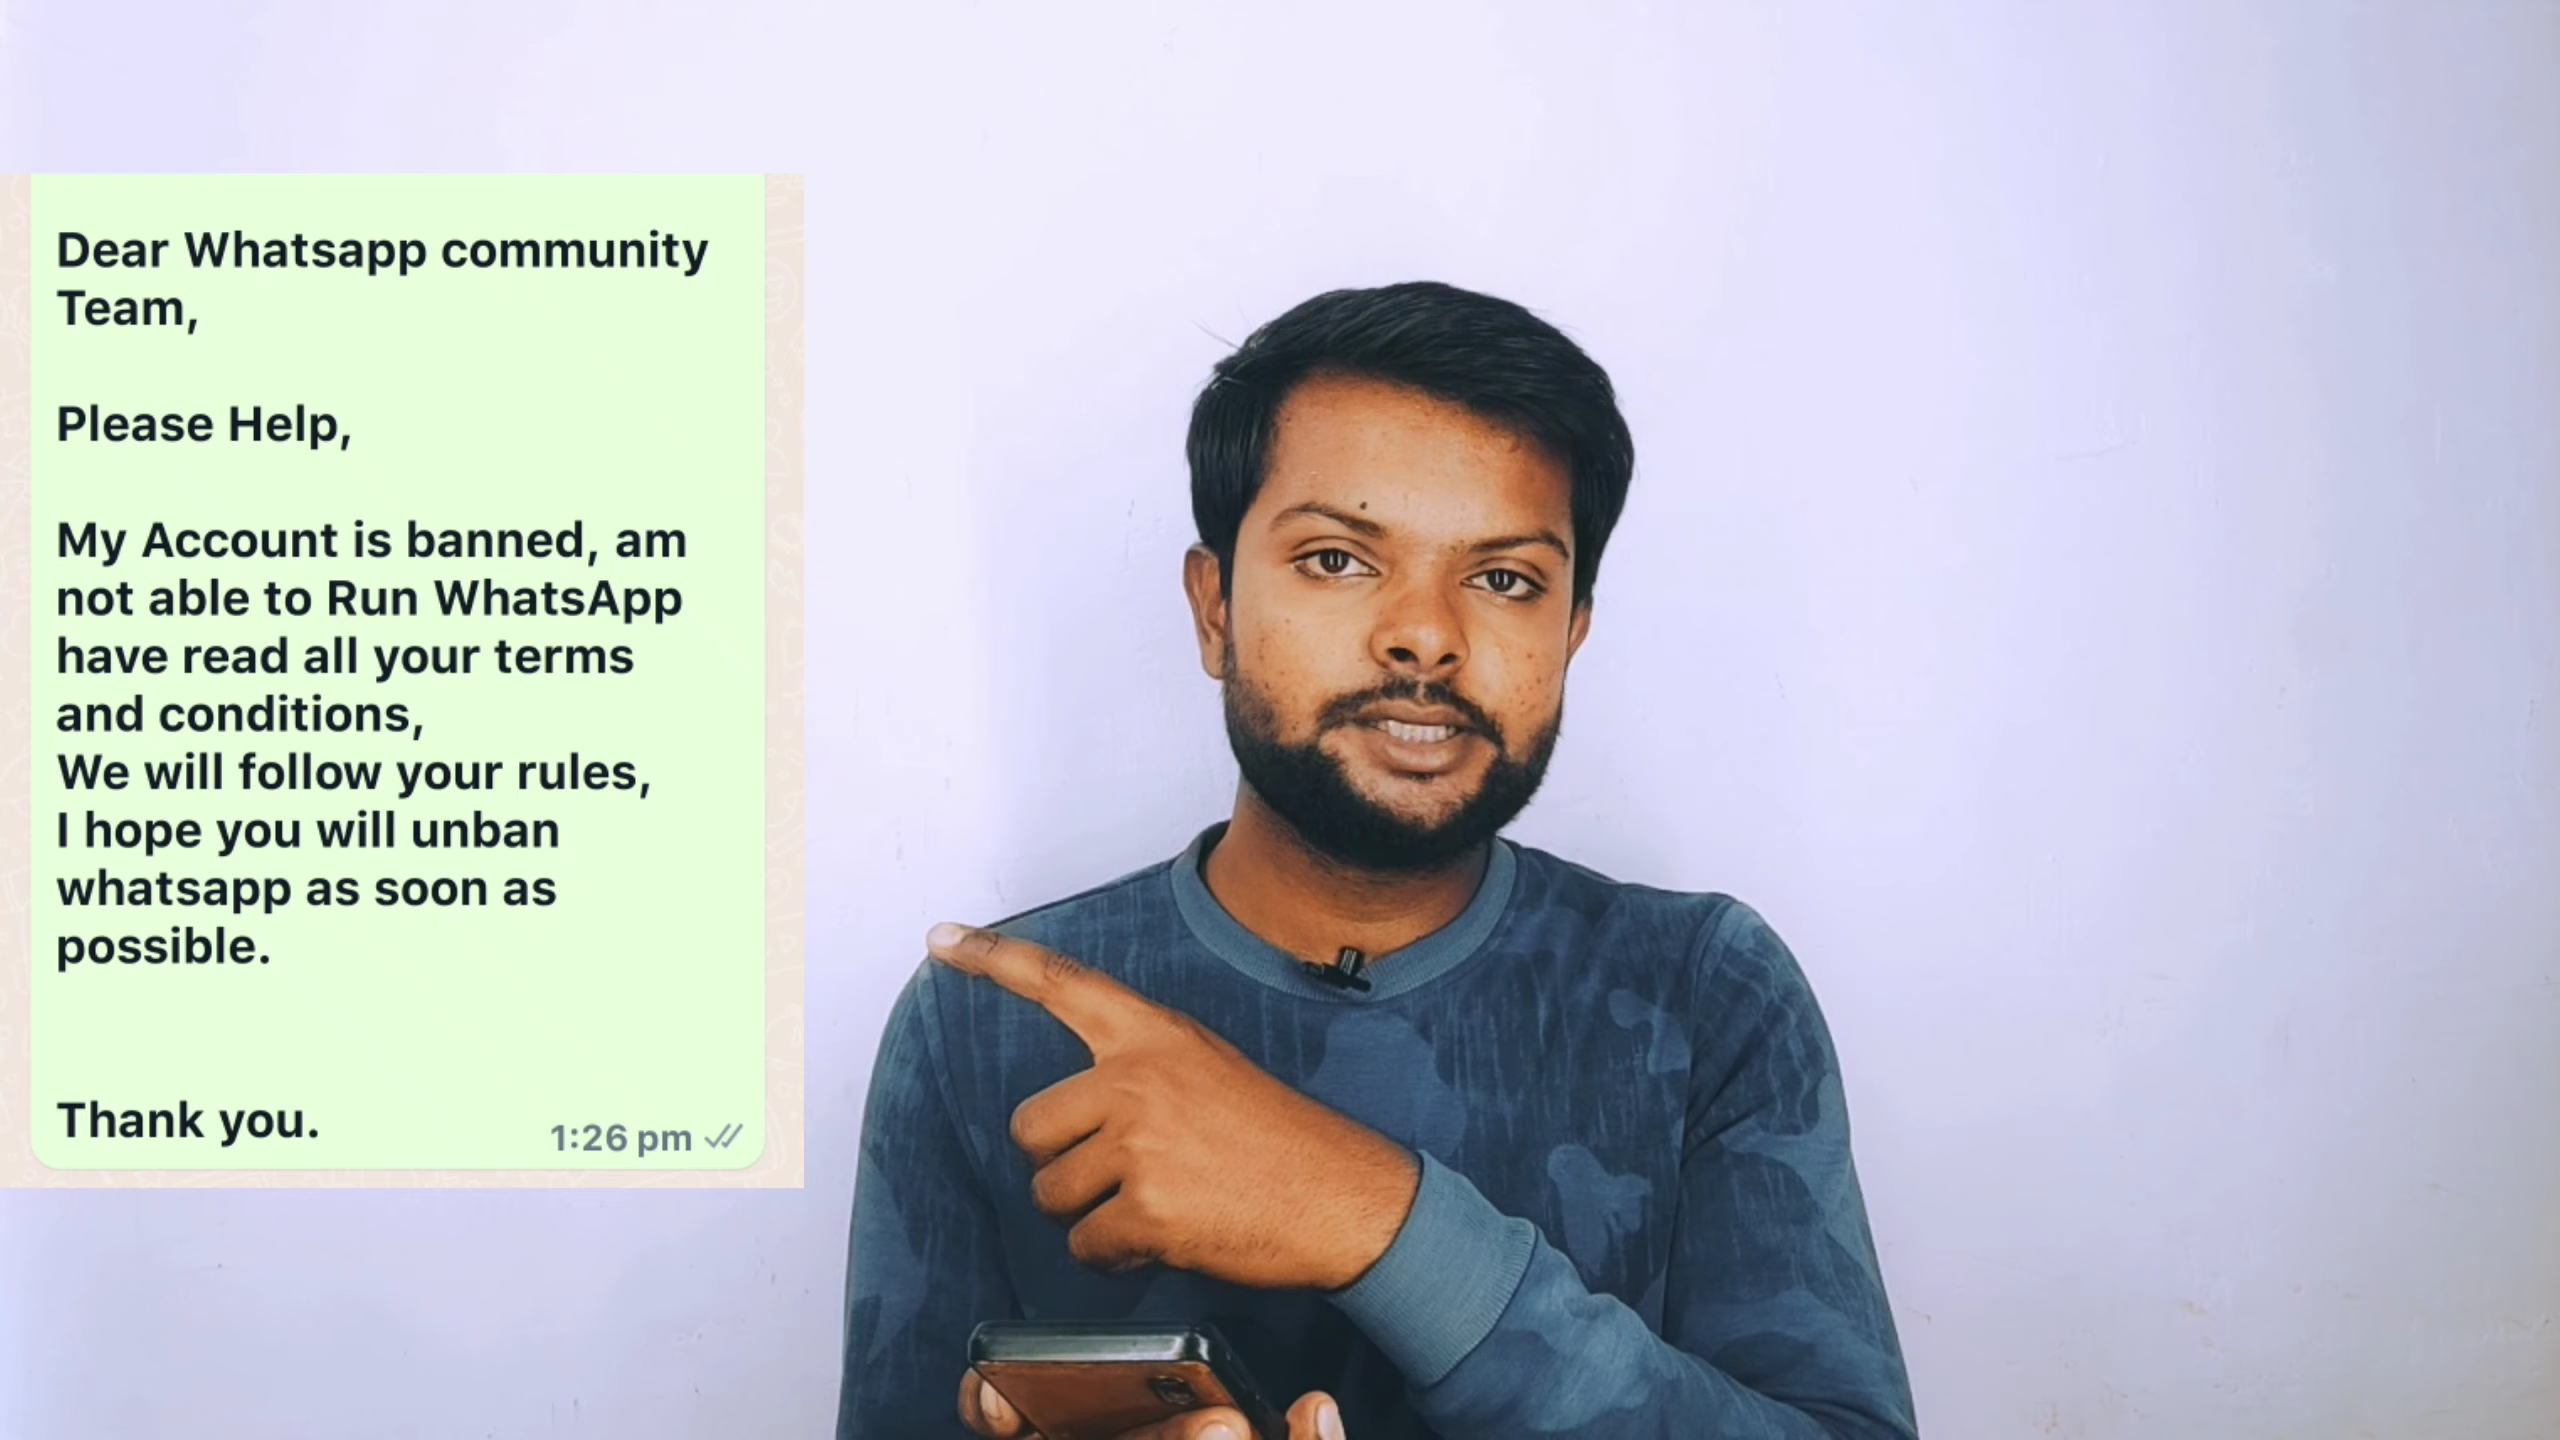 Dear Whatsapp community
Team,
Please Help,
My Account is banned, am
not able to Run WhatsApp
have read all your terms
and conditions,
We will follow your rules,
I hope you will unban
whatsapp as soon as
possible.
Thank you.
1:26 pm